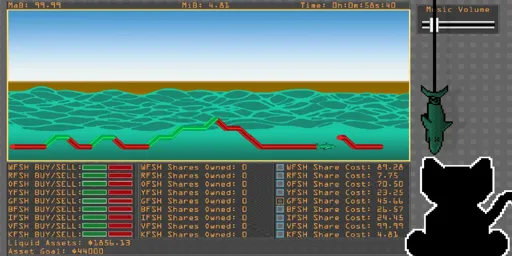 MaB: 99.99 MiB: 4.81 Time: 0h:0m:58s:40
Music Volume
WFSH BUY/SELL: WFSH Shares Owned: 0 WFSH Share Cost: 89.28
RFSH BUY/SELL: RFSH Shares Owned: 0 RFSH Share Cost: 7.75
OFSH BUY/SELL: OFSH Shares Owned: 0 OFSH Share Cost: 70.50
YFSH BUY/SELL: YFSH Shares Owned: 0 YFSH Share Cost: 23.25
GFSH BUY/SELL: GFSH Shares Owned: 0 GFSH Share Cost: 45.66
BFSH BUY/SELL: BFSH Shares Owned: 0 BFSH Share Cost: 26.57
IFSH BUY/SELL: IFSH Shares Owned: 0 IFSH Share Cost: 24.45
VFSH BUY/SELL: VFSH Shares Owned: 0 VFSH Share Cost: 99.99
KFSH BUY/SELL: KFSH Shares Owned: 0 KFSH Share Cost: 4.81
Liquid Assets: $1856.13
Asset Goal: $44000